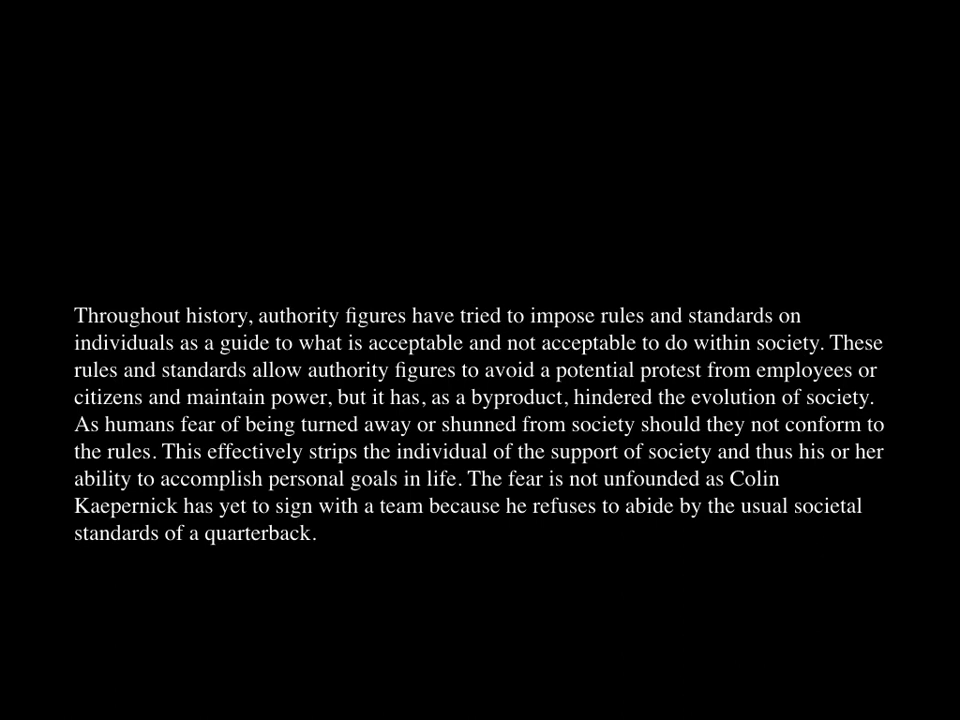 Throughout history, authority figures have tried to impose rules and standards on
individuals as a guide to what is acceptable and not acceptable to do within society. These
rules and standards allow authority figures to avoid a potential protest from employees or
citizens and maintain power, but it has, as a byproduct, hindered the evolution of society.
As humans fear of being turned away or shunned from society should they not conform to
the rules. This effectively strips the individual of the support of society and thus his or her
ability to accomplish personal goals in life. The fear is not unfounded as Colin
Kaepernick has yet to sign with a team because he refuses to abide by the usual societal
standards of a quarterback.